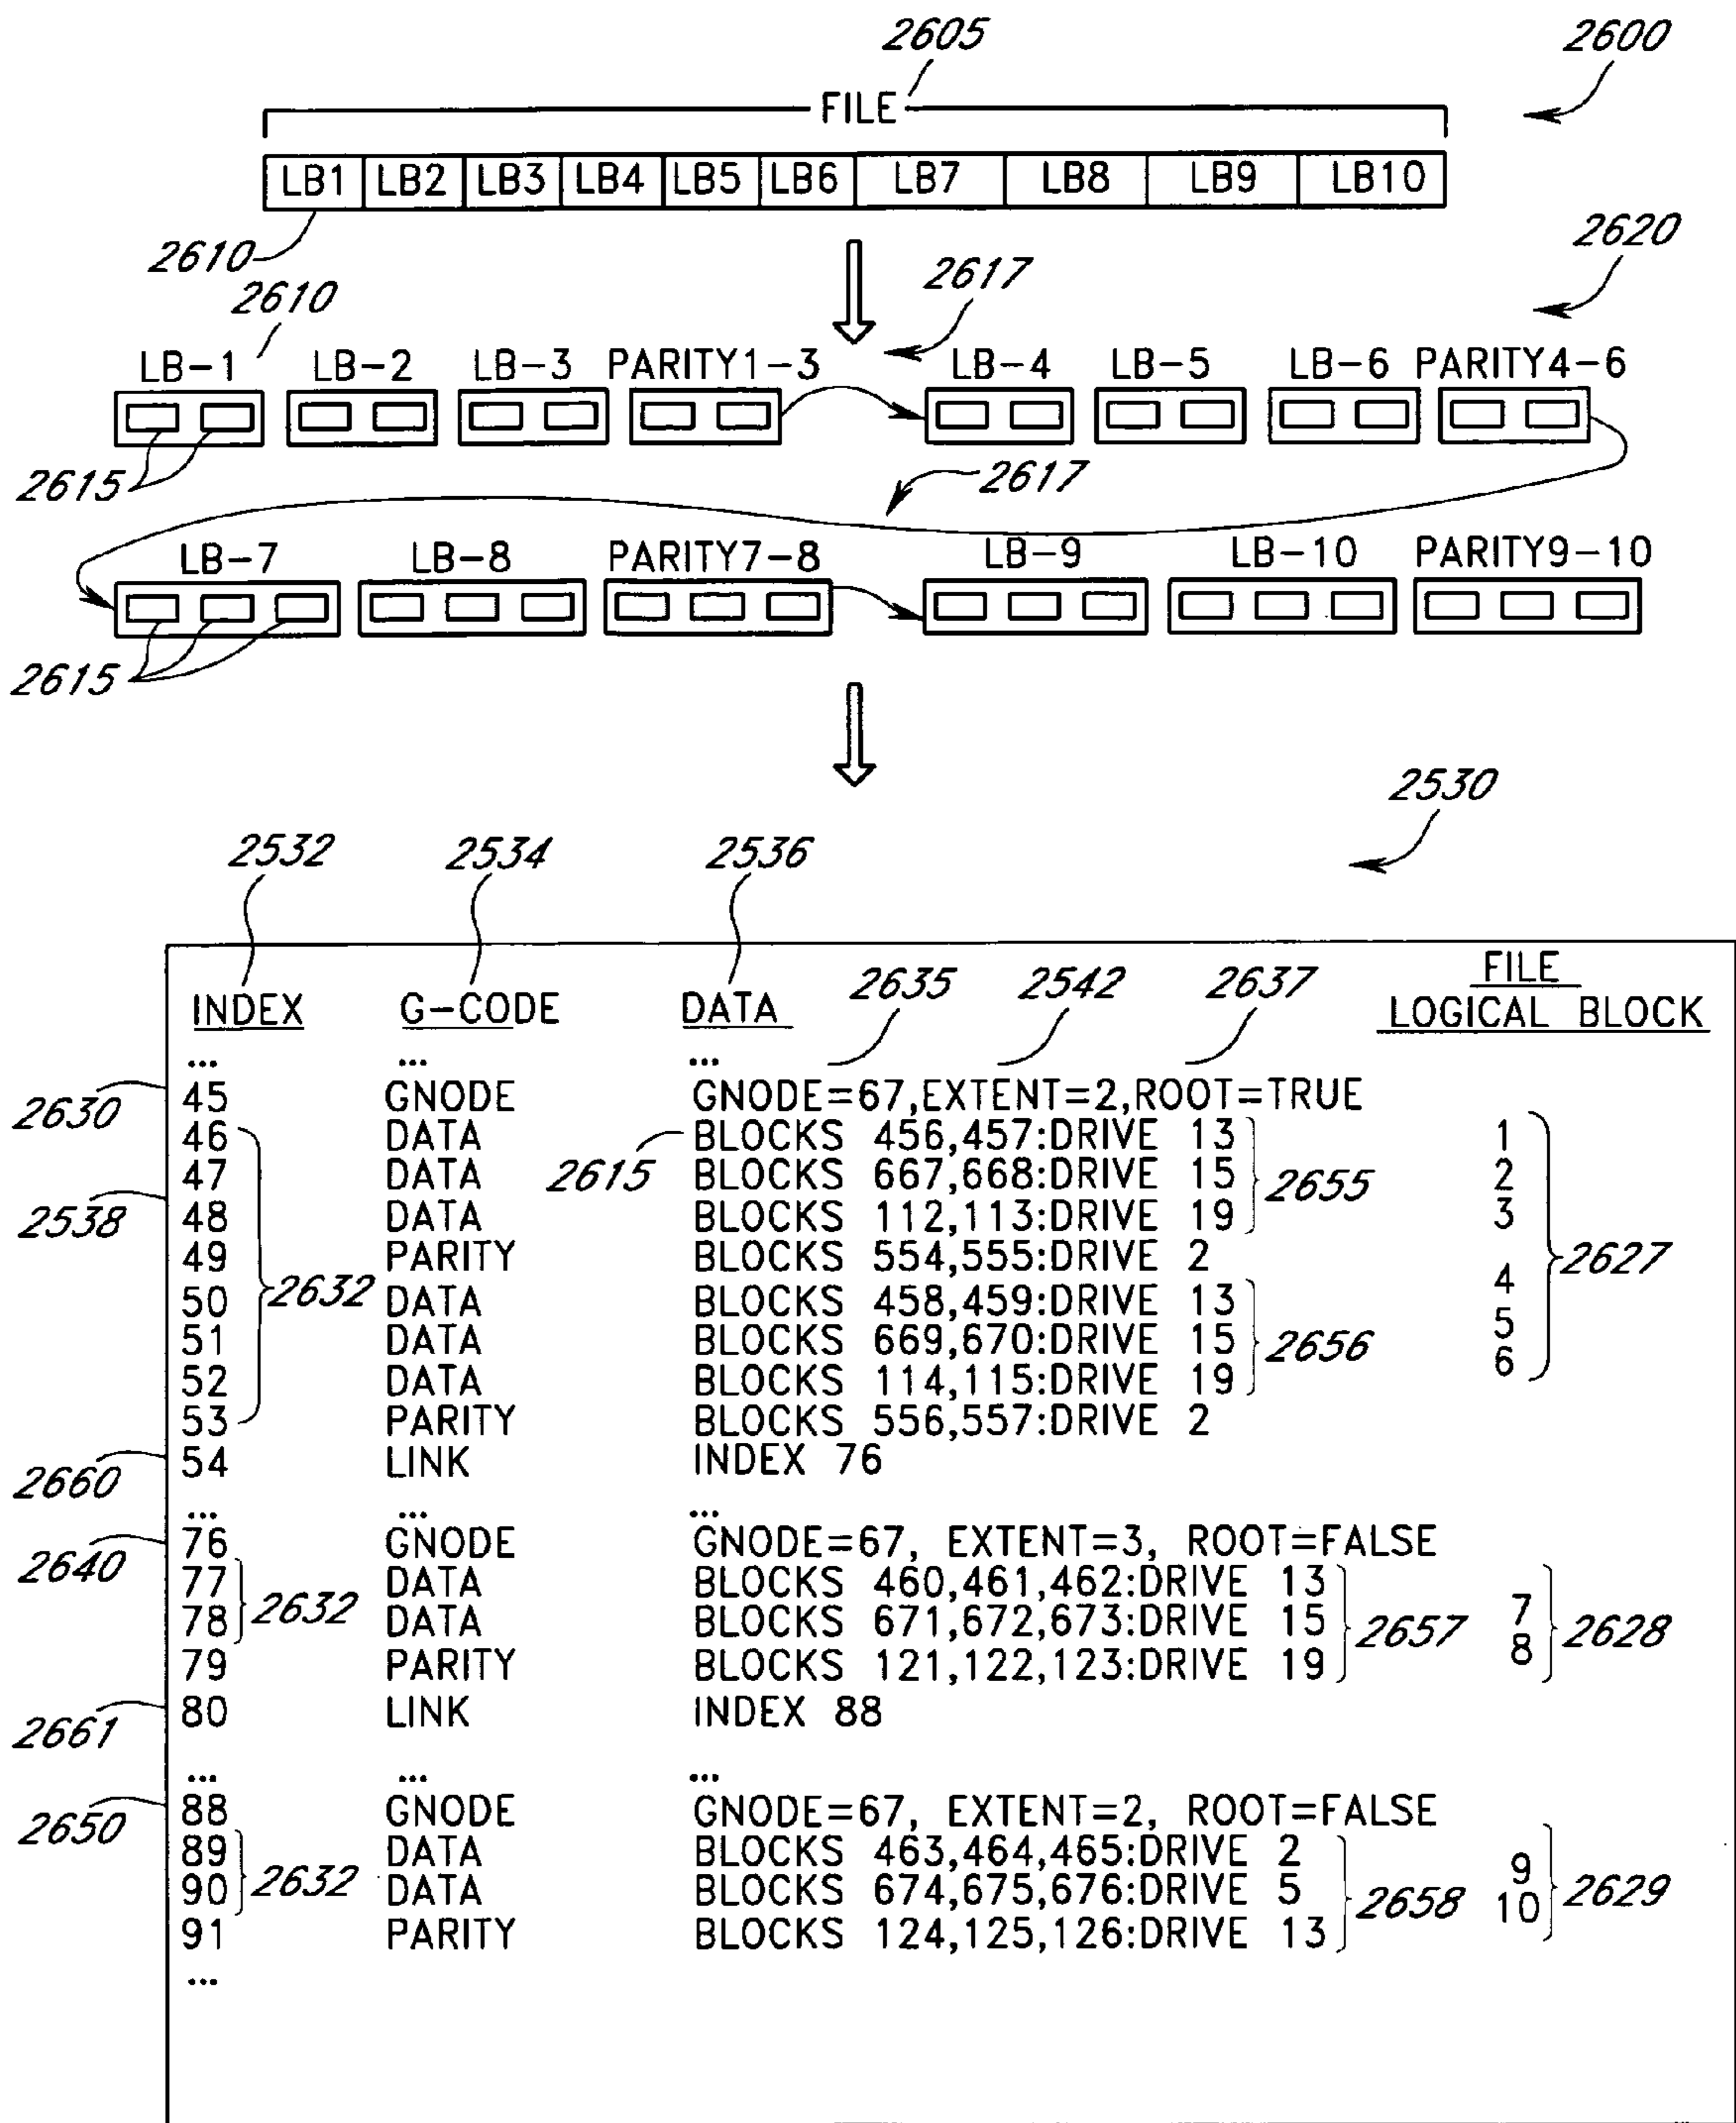 2605
2600
FILE
LB1 LB2 LB3 LB4 LB5 LB6 LB7 LB8 LB9 LB10
2610
2620
2610
2617
LB-1 LB-2 LB-3 PARITY1-3 LB-4 LB-5 LB-6 PARITY4-6
2615
2617
LB-7 LB-8 PARITY7-8 LB-9 LB-10 PARITY9-10
2615
2530
2532 2534 2536
2635 2542 2637
FILE
INDEX G-CODE DATA LOGICAL BLOCK
... ... ...
2630 45 GNODE GNODE=67,EXTENT=2,ROOT=TRUE
46 DATA 2615 BLOCKS 456,457:DRIVE 13 1
47 DATA BLOCKS 667,668:DRIVE 15 2655 2
2538 48 DATA BLOCKS 112,113:DRIVE 19 3
49 PARITY BLOCKS 554,555:DRIVE 2 2627
2632 50 DATA BLOCKS 458,459:DRIVE 13 4
51 DATA BLOCKS 669,670:DRIVE 15 2656 5
52 DATA BLOCKS 114,115:DRIVE 19 6
53 PARITY BLOCKS 556,557:DRIVE 2
2660 54 LINK INDEX 76
... ... ...
2640 76 GNODE GNODE=67, EXTENT=3, ROOT=FALSE
77 DATA BLOCKS 460,461,462:DRIVE 13 7
78 2632 DATA BLOCKS 671,672,673:DRIVE 15 2657 8 2628
79 PARITY BLOCKS 121,122,123:DRIVE 19
2661 80 LINK INDEX 88
... ... ...
2650 88 GNODE GNODE=67, EXTENT=2, ROOT=FALSE
89 DATA BLOCKS 463,464,465:DRIVE 2 9
90 2632 DATA BLOCKS 674,675,676:DRIVE 5 2658 10 2629
91 PARITY BLOCKS 124,125,126:DRIVE 13
...